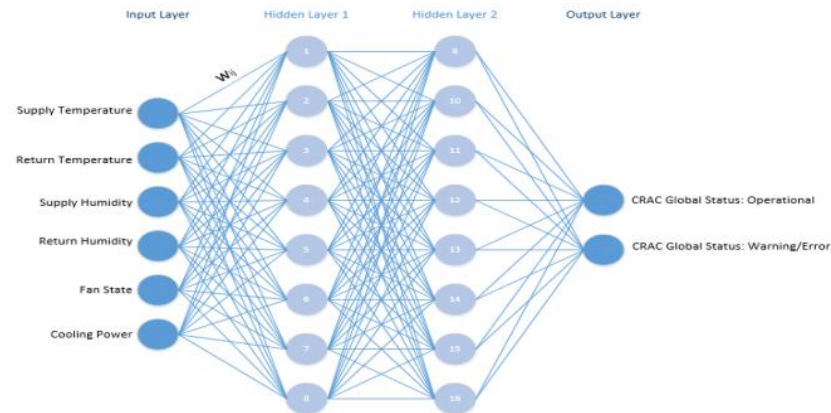 Input Layer
Hidden Layer 1
Hidden Layer 2
Output Layer
Wij
Supply Temperature
Return Temperature
Supply Humidity
Return Humidity
Fan State
Cooling Power
1
2
3
4
5
6
7
8
9
10
11
12
13
14
15
16
CRAC Global Status: Operational
CRAC Global Status: Warning/Error